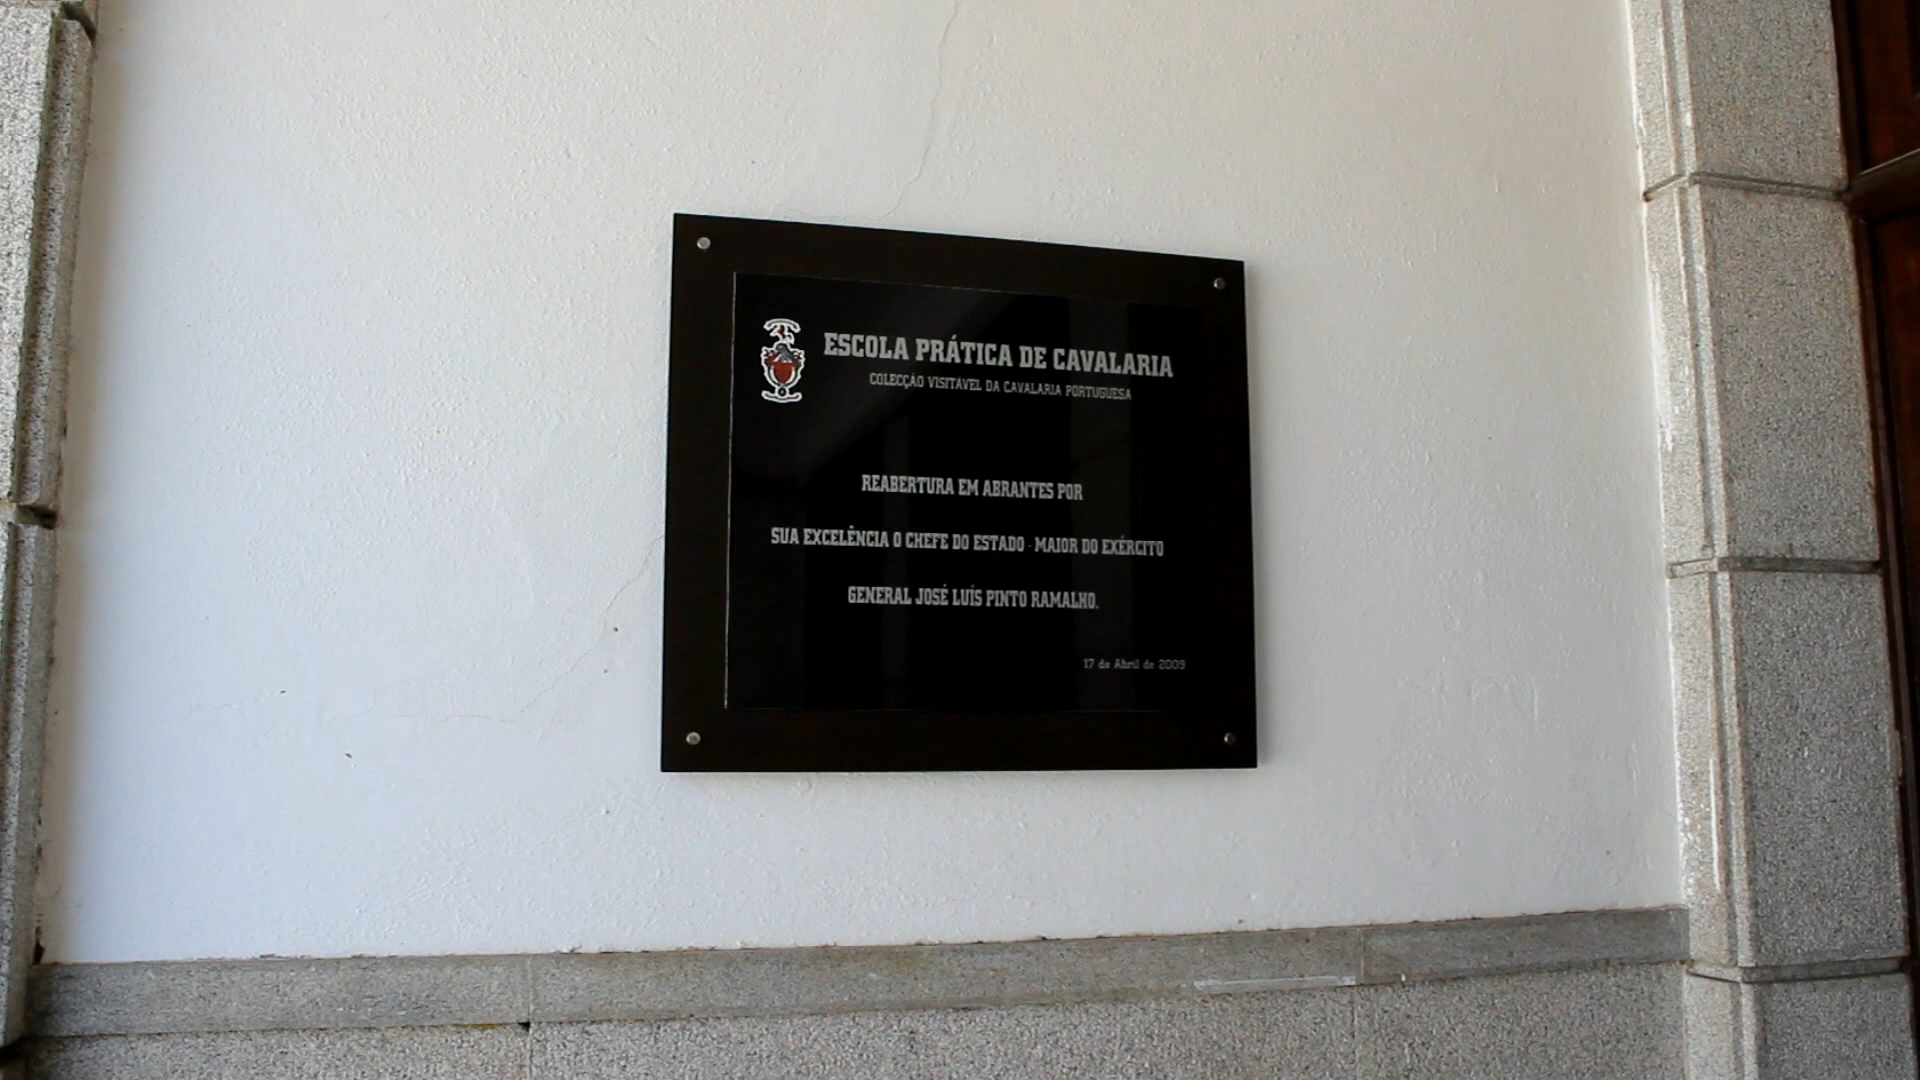 ESCOLA PRÁTICA DE CAVALARIA
COLECÇÃO VISITÁVEL DA CAVALARIA PORTUGUESA
REABERTURA EM ABRANTES POR
SUA EXCELÊNCIA O CHEFE DO ESTADO - MAIOR DO EXÉRCITO
GENERAL JOSÉ LUÍS PINTO RAMALHO.
17 de Abril de 2009